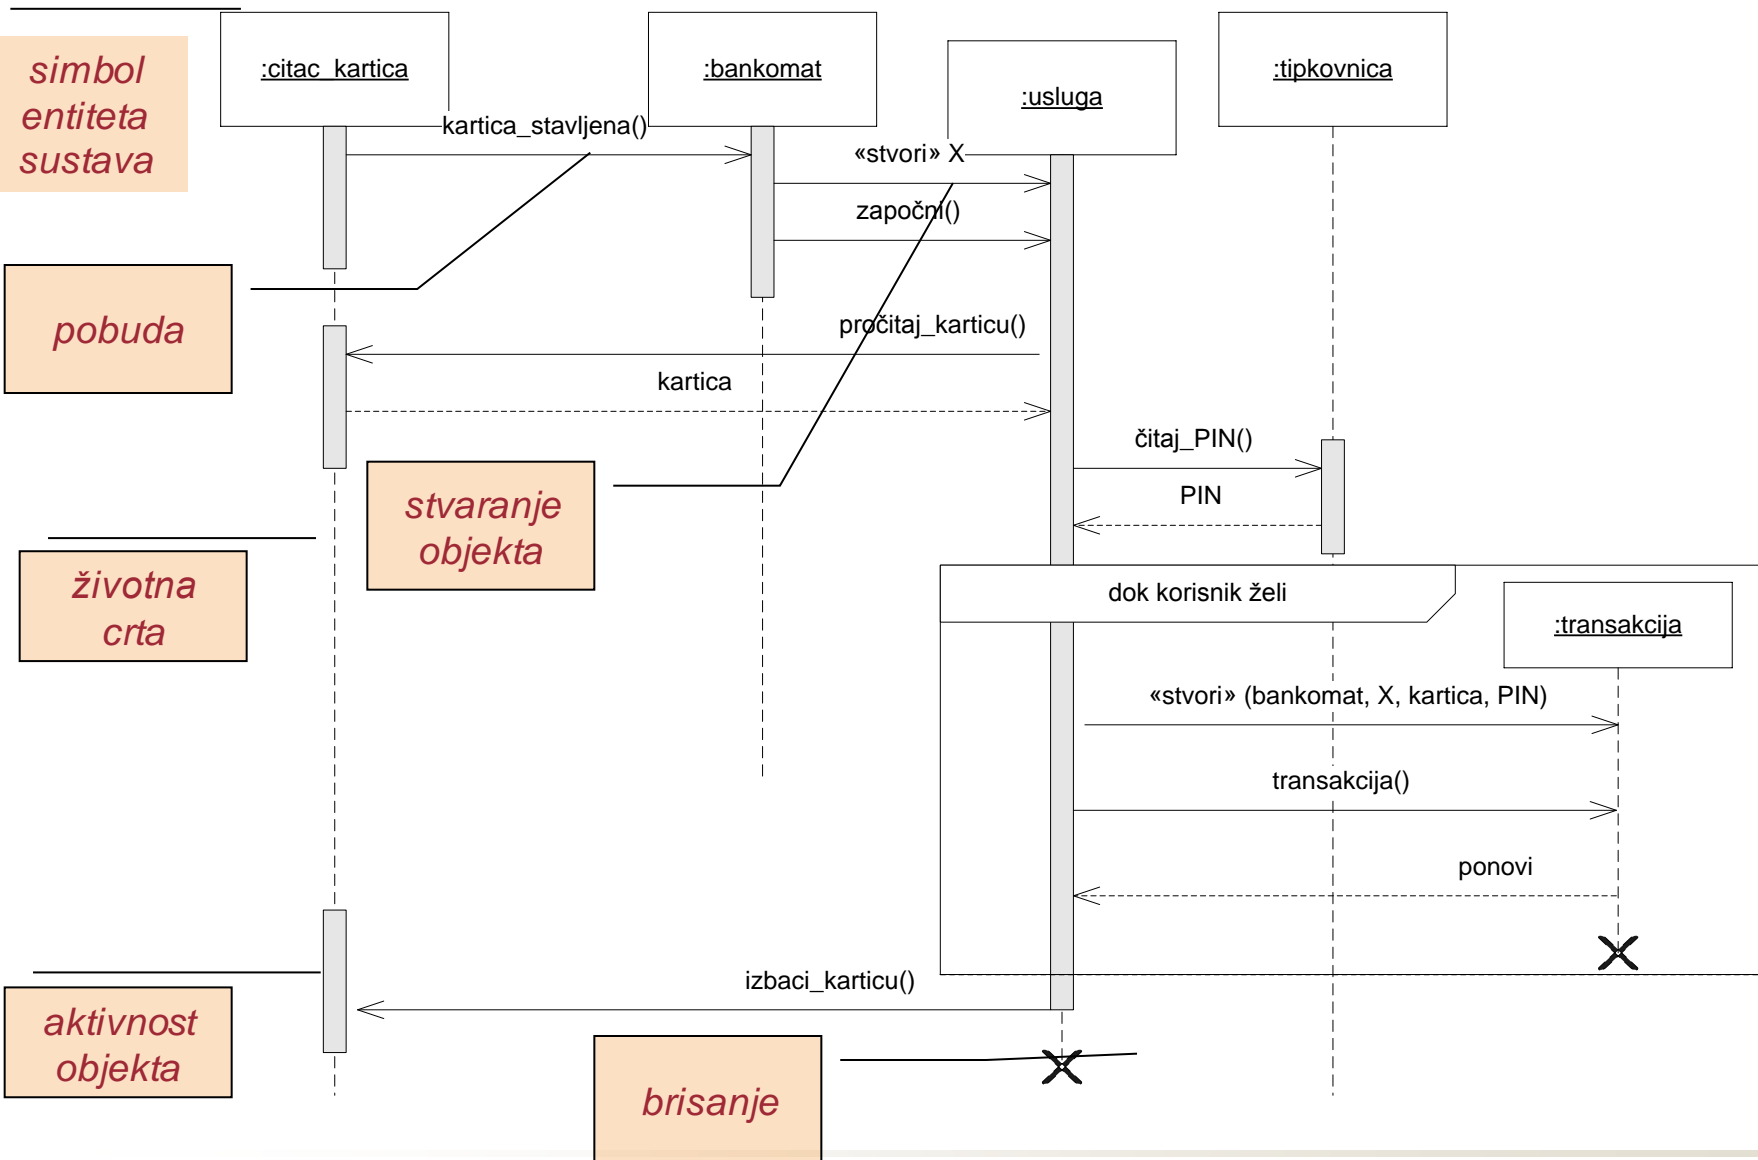 simbol
entiteta
sustava
:citac_kartica
:bankomat
:usluga
:tipkovnica
kartica_stavljena()
«stvori» X
započni()
pobuda
pročitaj_karticu()
kartica
čitaj_PIN()
PIN
stvaranje
objekta
životna
crta
dok korisnik želi
:transakcija
«stvori» (bankomat, X, kartica, PIN)
transakcija()
ponovi
izbaci_karticu()
aktivnost
objekta
brisanje